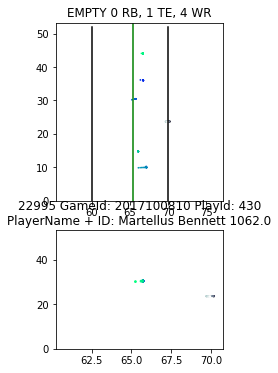 EMPTY 0 RB, 1 TE, 4 WR
50
40
30
20
10
0
60 65 70 75
22995 GameId: 2017100810 PlayId: 430
PlayerName + ID: Martellus Bennett 1062.0
40
20
0
62.5 65.0 67.5 70.0